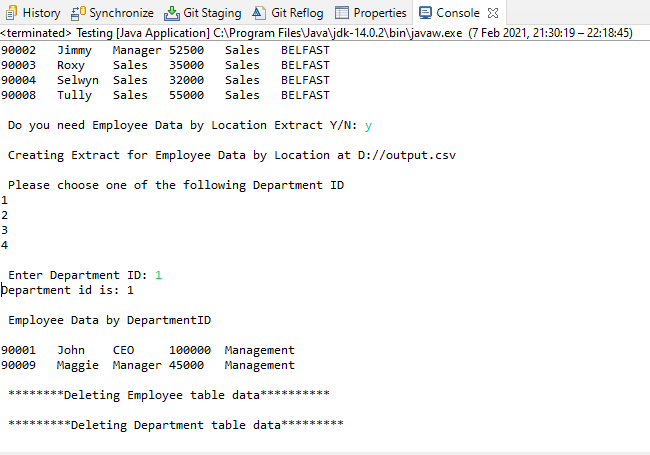 History Synchronize Git Staging Git Reflog Properties Console
<terminated> Testing [Java Application] C:\Program Files\Java\jdk-14.0.2\bin\javaw.exe (7 Feb 2021, 21:30:19 – 22:18:45)
90002 Jimmy Manager 52500 Sales BELFAST
90003 Roxy Sales 35000 Sales BELFAST
90004 Selwyn Sales 32000 Sales BELFAST
90008 Tully Sales 55000 Sales BELFAST
Do you need Employee Data by Location Extract Y/N: y
Creating Extract for Employee Data by Location at D://output.csv
Please choose one of the following Department ID
1
2
3
4
Enter Department ID: 1
Department id is: 1
Employee Data by DepartmentID
90001 John CEO 100000 Management
90009 Maggie Manager 45000 Management
********Deleting Employee table data**********
*********Deleting Department table data*********